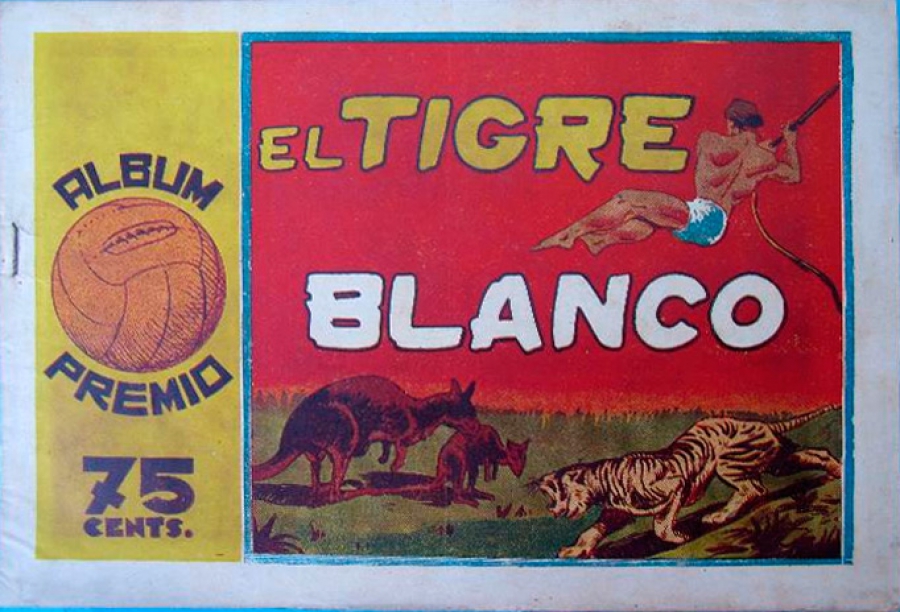 ALBUM
PREMIO
75
CENTS.
EL TIGRE
BLANCO